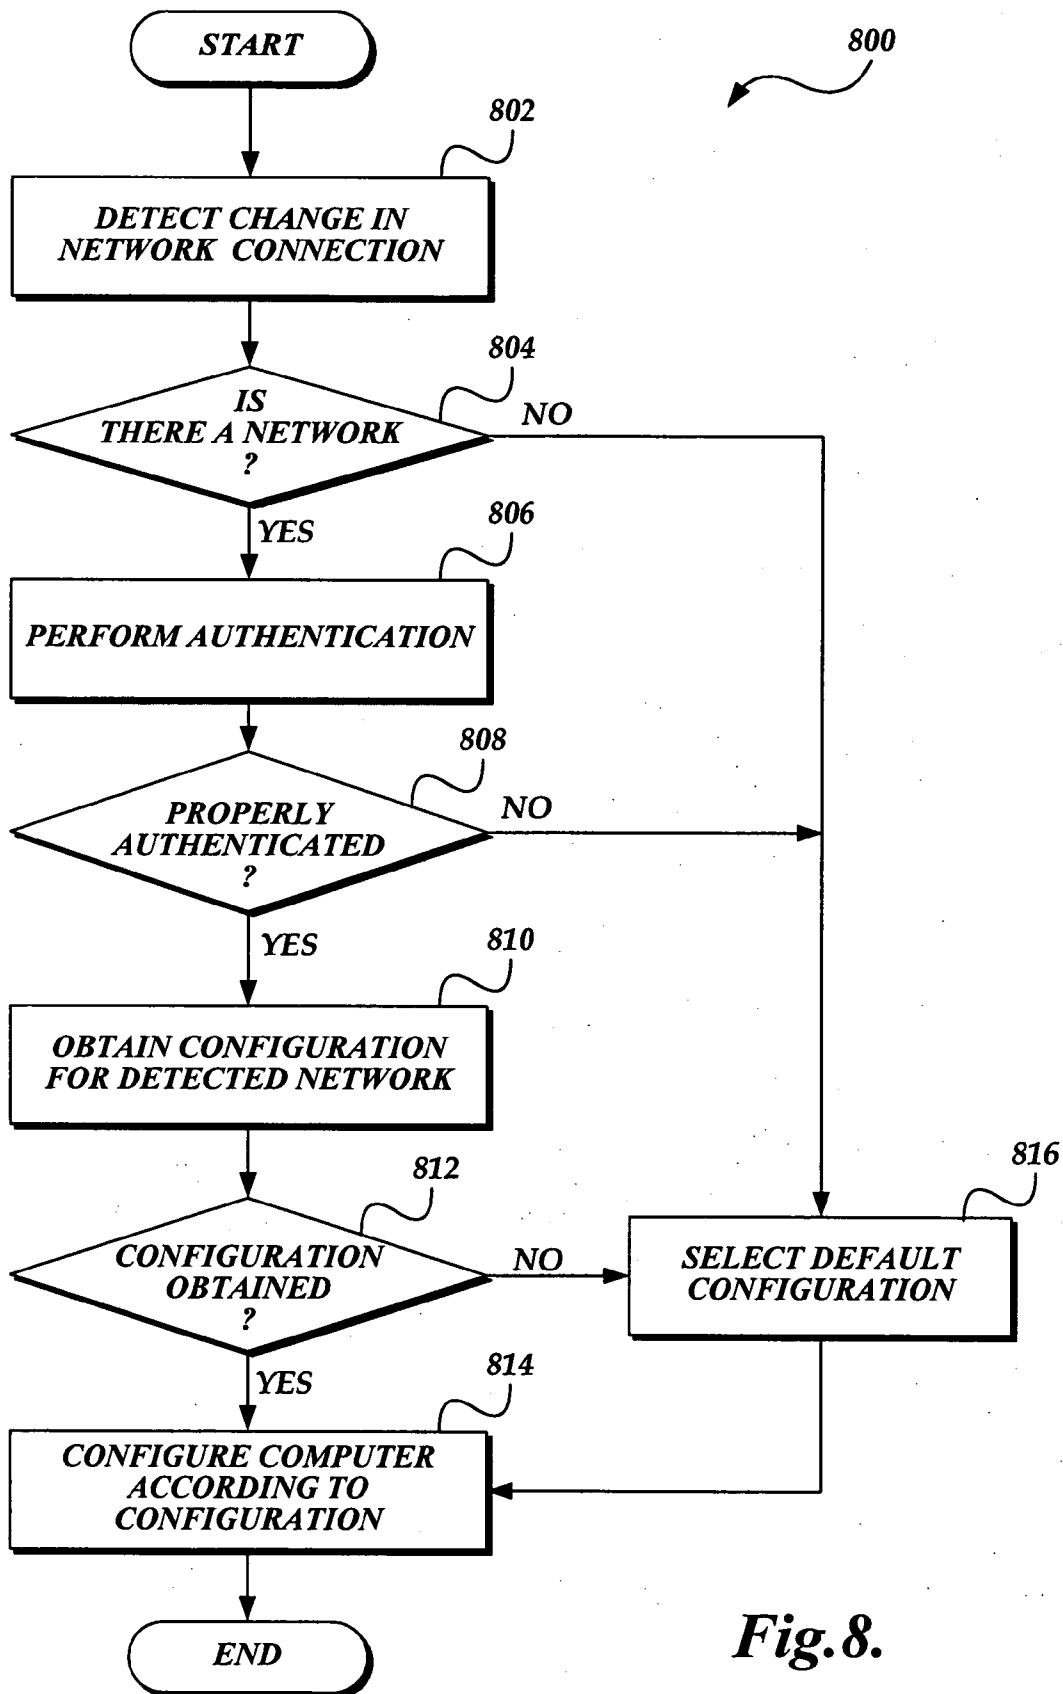 START
800
802
DETECT CHANGE IN
NETWORK CONNECTION
804
IS
THERE A NETWORK
?
NO
YES
806
PERFORM AUTHENTICATION
808
PROPERLY
AUTHENTICATED
?
NO
YES
810
OBTAIN CONFIGURATION
FOR DETECTED NETWORK
812
CONFIGURATION
OBTAINED
?
NO
816
SELECT DEFAULT
CONFIGURATION
YES
814
CONFIGURE COMPUTER
ACCORDING TO
CONFIGURATION
END
Fig.8.